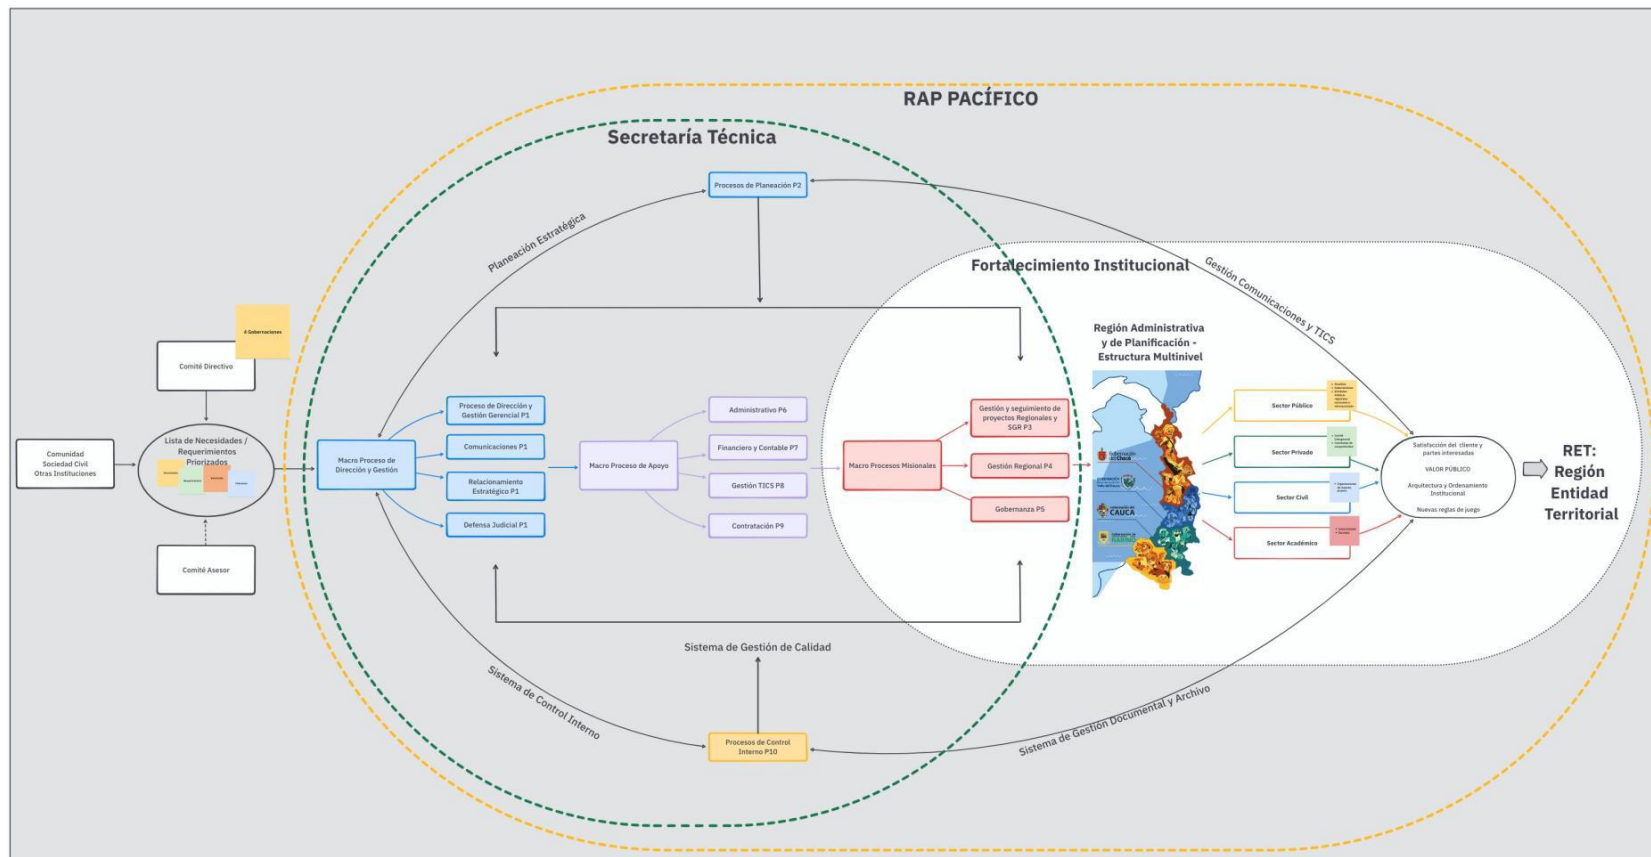 RAP PACÍFICO
Secretaría Técnica
Procesos de Planeación P2
Planeación Estratégica
Gestión Comunicaciones y TICS
Fortalecimiento Institucional
4 Gobernaciones
Comité Directivo
Comunidad
Sociedad Civil
Otras Instituciones
Lista de Necesidades /
Requerimientos
Priorizados
Comité Asesor
Macro Proceso de
Dirección y Gestión
Proceso de Dirección y
Gestión Gerencial P1
Comunicaciones P1
Relacionamiento
Estratégico P1
Defensa Judicial P1
Macro Proceso de Apoyo
Administrativo P6
Financiero y Contable P7
Gestión TICS P8
Contratación P9
Macro Procesos Misionales
Gestión y seguimiento de
proyectos Regionales y
SGR P3
Gestión Regional P4
Gobernanza P5
Región Administrativa
y de Planificación -
Estructura Multinivel
CAUCA
NARIÑO
Sector Público
Sector Privado
Sector Civil
Sector Académico
Satisfacción del cliente y
partes interesadas
VALOR PÚBLICO
Arquitectura y Ordenamiento
Institucional
Nuevas reglas de juego
RET:
Región
Entidad
Territorial
Sistema de Gestión de Calidad
Sistema de Control Interno
Sistema de Gestión Documental y Archivo
Procesos de Control
Interno P10